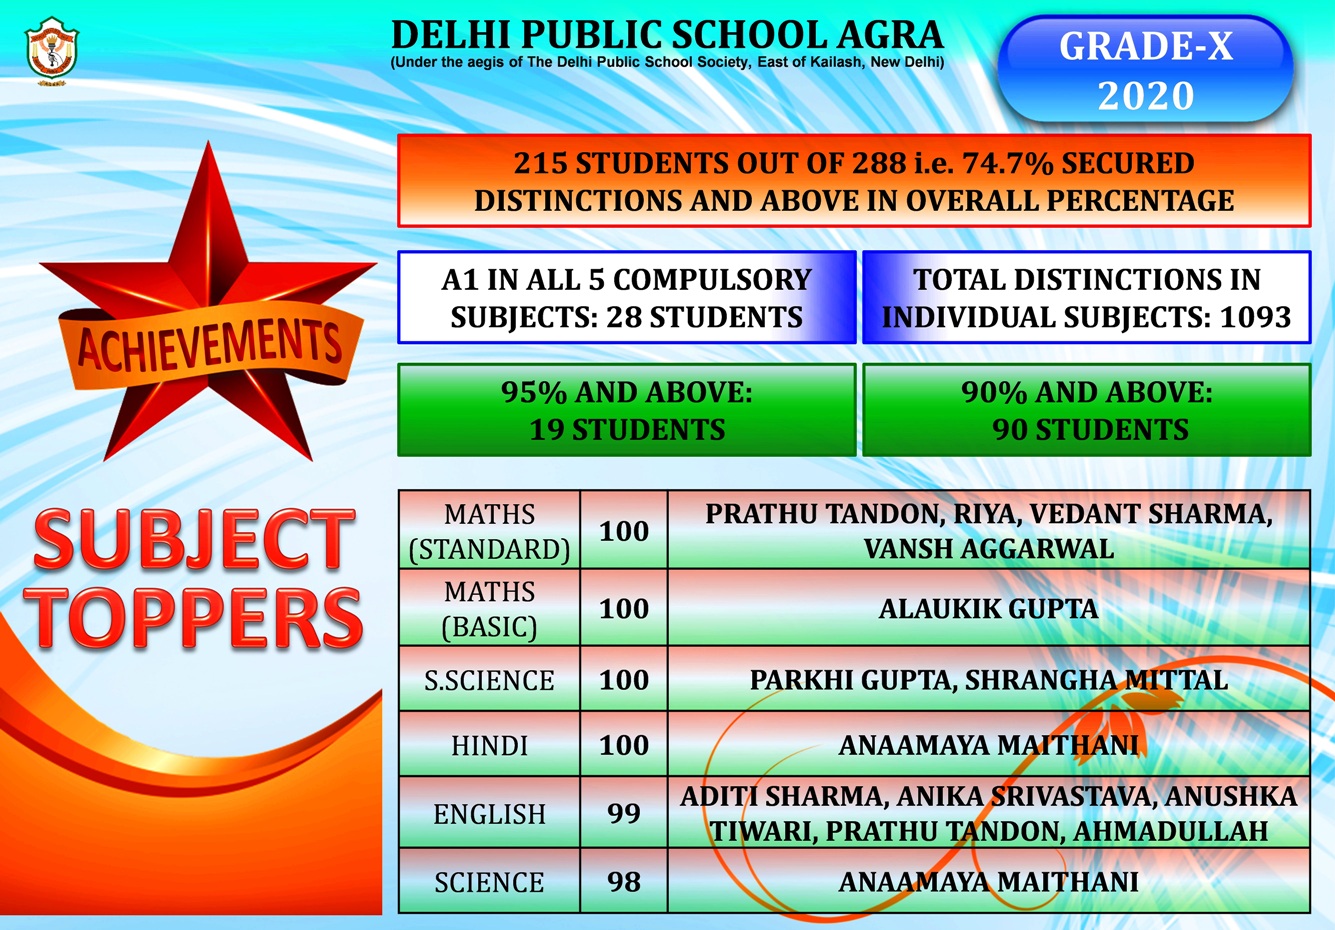 DELHI PUBLIC SCHOOL AGRA
(Under the aegis of The Delhi Public School Society, East of Kailash, New Delhi)
GRADE-X
2020
215 STUDENTS OUT OF 288 i.e. 74.7% SECURED
DISTINCTIONS AND ABOVE IN OVERALL PERCENTAGE
ACHIEVEMENTS
A1 IN ALL 5 COMPULSORY
SUBJECTS: 28 STUDENTS
TOTAL DISTINCTIONS IN
INDIVIDUAL SUBJECTS: 1093
95% AND ABOVE:
19 STUDENTS
90% AND ABOVE:
90 STUDENTS
SUBJECT
TOPPERS
MATHS
(STANDARD)
100
PRATHU TANDON, RIYA, VEDANT SHARMA,
VANSH AGGARWAL
MATHS
(BASIC)
100
ALAUKIK GUPTA
S.SCIENCE
100
PARKHI GUPTA, SHRANGHA MITTAL
HINDI
100
ANAAMAYA MAITHANI
ENGLISH
99
ADITI SHARMA, ANIKA SRIVASTAVA, ANUSHKA
TIWARI, PRATHU TANDON, AHMADULLAH
SCIENCE
98
ANAAMAYA MAITHANI